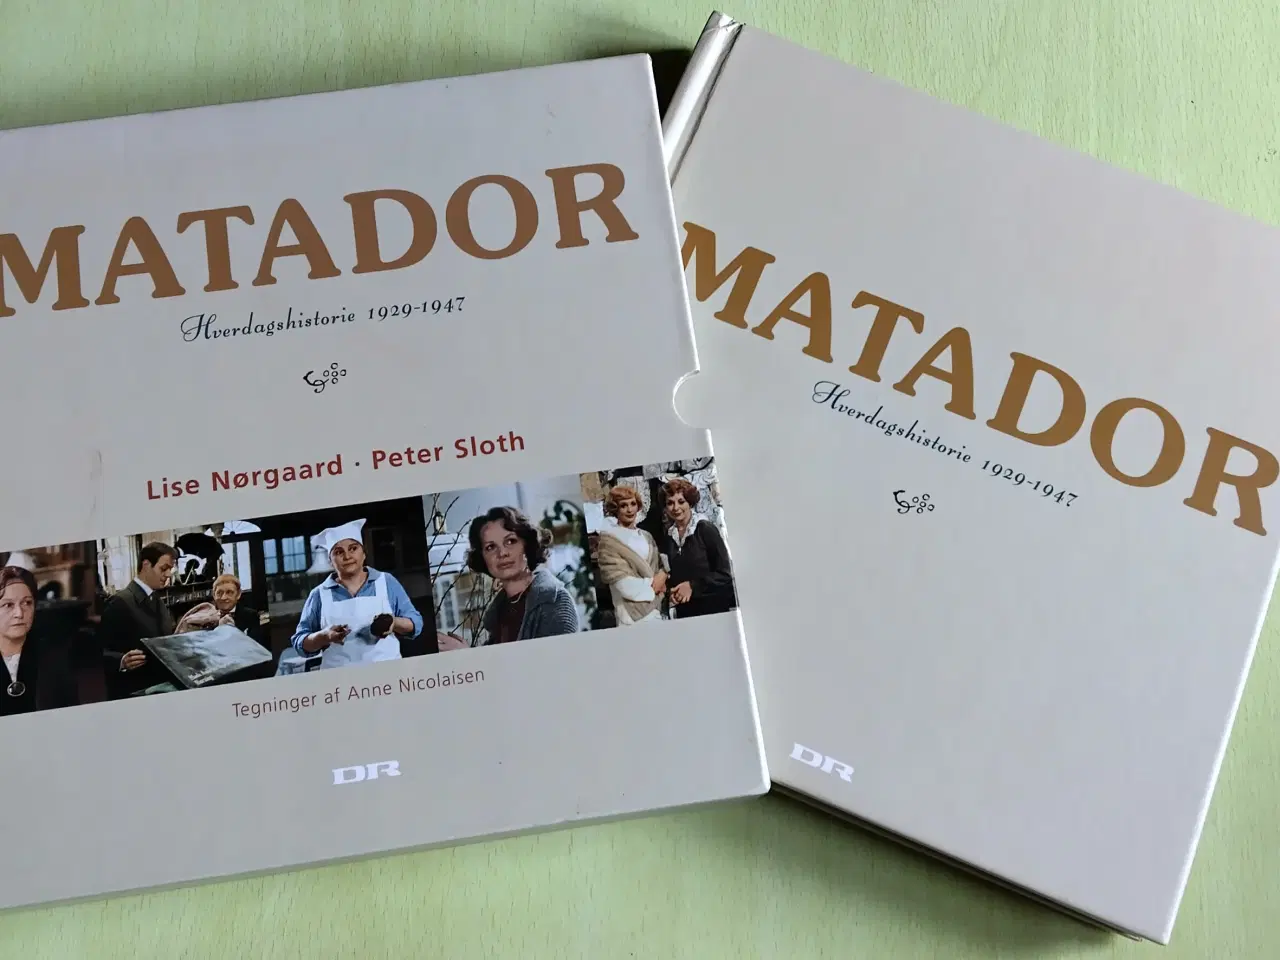 MATADOR
Hverdagshistorie 1929-1947
Lise Nørgaard · Peter Sloth
Tegninger af Anne Nicolaisen
DR
MATADOR
Hverdagshistorie 1929-1947
DR